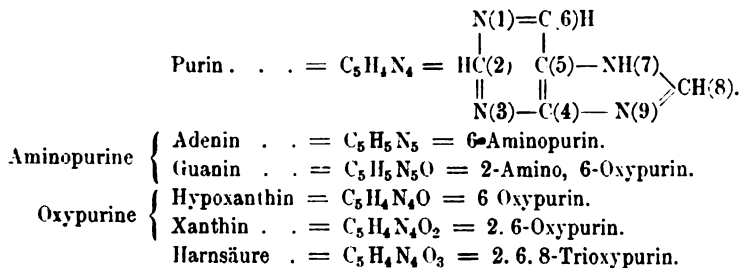 N(1)=C(6)H
Purin . . . = C₅H₄N₄ = HC(2) C(5)—NH(7)
CH(8).
N(3)—C(4)—N(9)
Aminopurine { Adenin . . = C₅H₅N₅ = 6-Aminopurin.
Guanin . . = C₅H₅N₅O = 2-Amino, 6-Oxypurin.
Oxypurine { Hypoxanthin = C₅H₄N₄O = 6 Oxypurin.
Xanthin . . = C₅H₄N₄O₂ = 2. 6-Oxypurin.
Harnsäure . = C₅H₄N₄O₃ = 2. 6. 8-Trioxypurin.